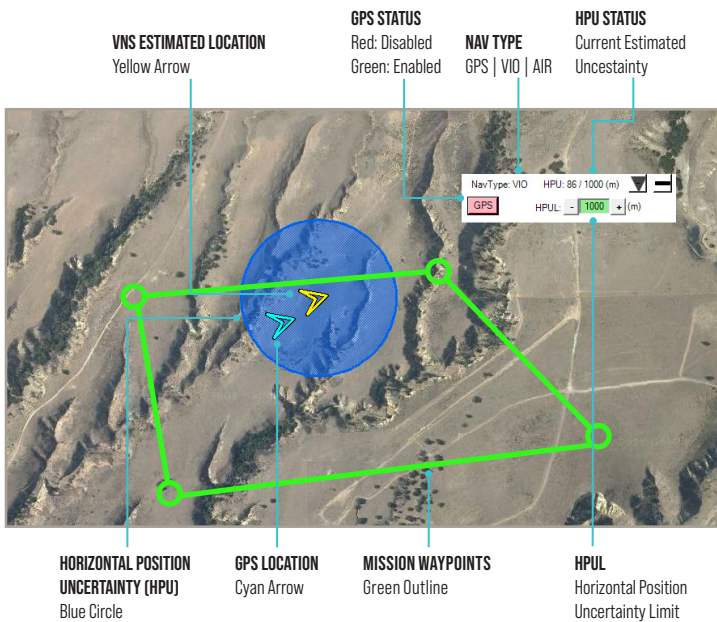 GPS STATUS
Red: Disabled
Green: Enabled
HPU STATUS
Current Estimated
Uncestainty
VNS ESTIMATED LOCATION
Yellow Arrow
NAV TYPE
GPS | VIO | AIR
NavType: VIO HPU: 86 / 1000 (m)
GPS HPUL: - 1000 + (m)
HORIZONTAL POSITION
UNCERTAINTY (HPU)
Blue Circle
GPS LOCATION
Cyan Arrow
MISSION WAYPOINTS
Green Outline
HPUL
Horizontal Position
Uncertainty Limit